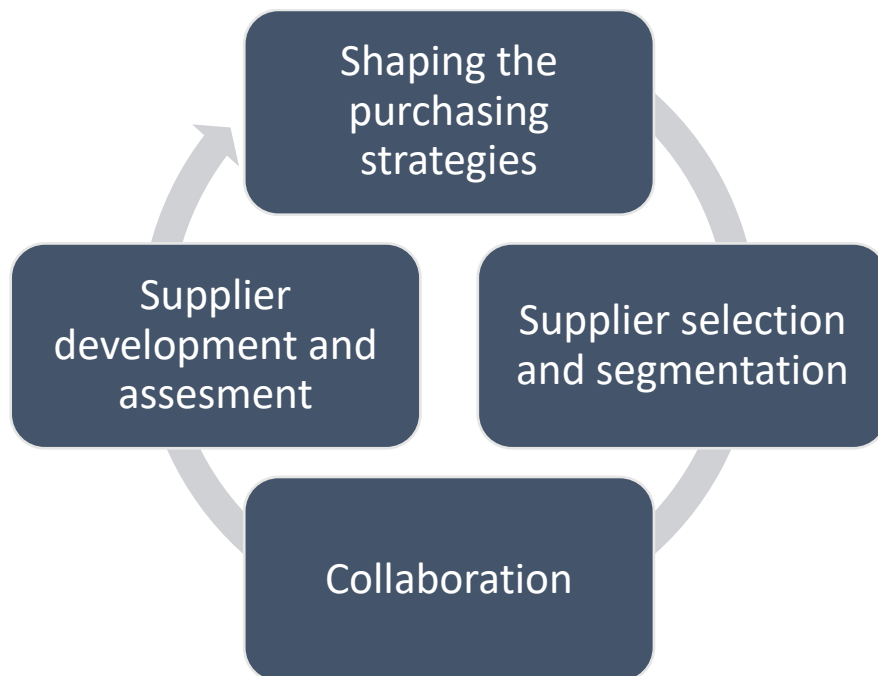 Shaping the
purchasing
strategies
Supplier selection
and segmentation
Collaboration
Supplier
development and
assesment